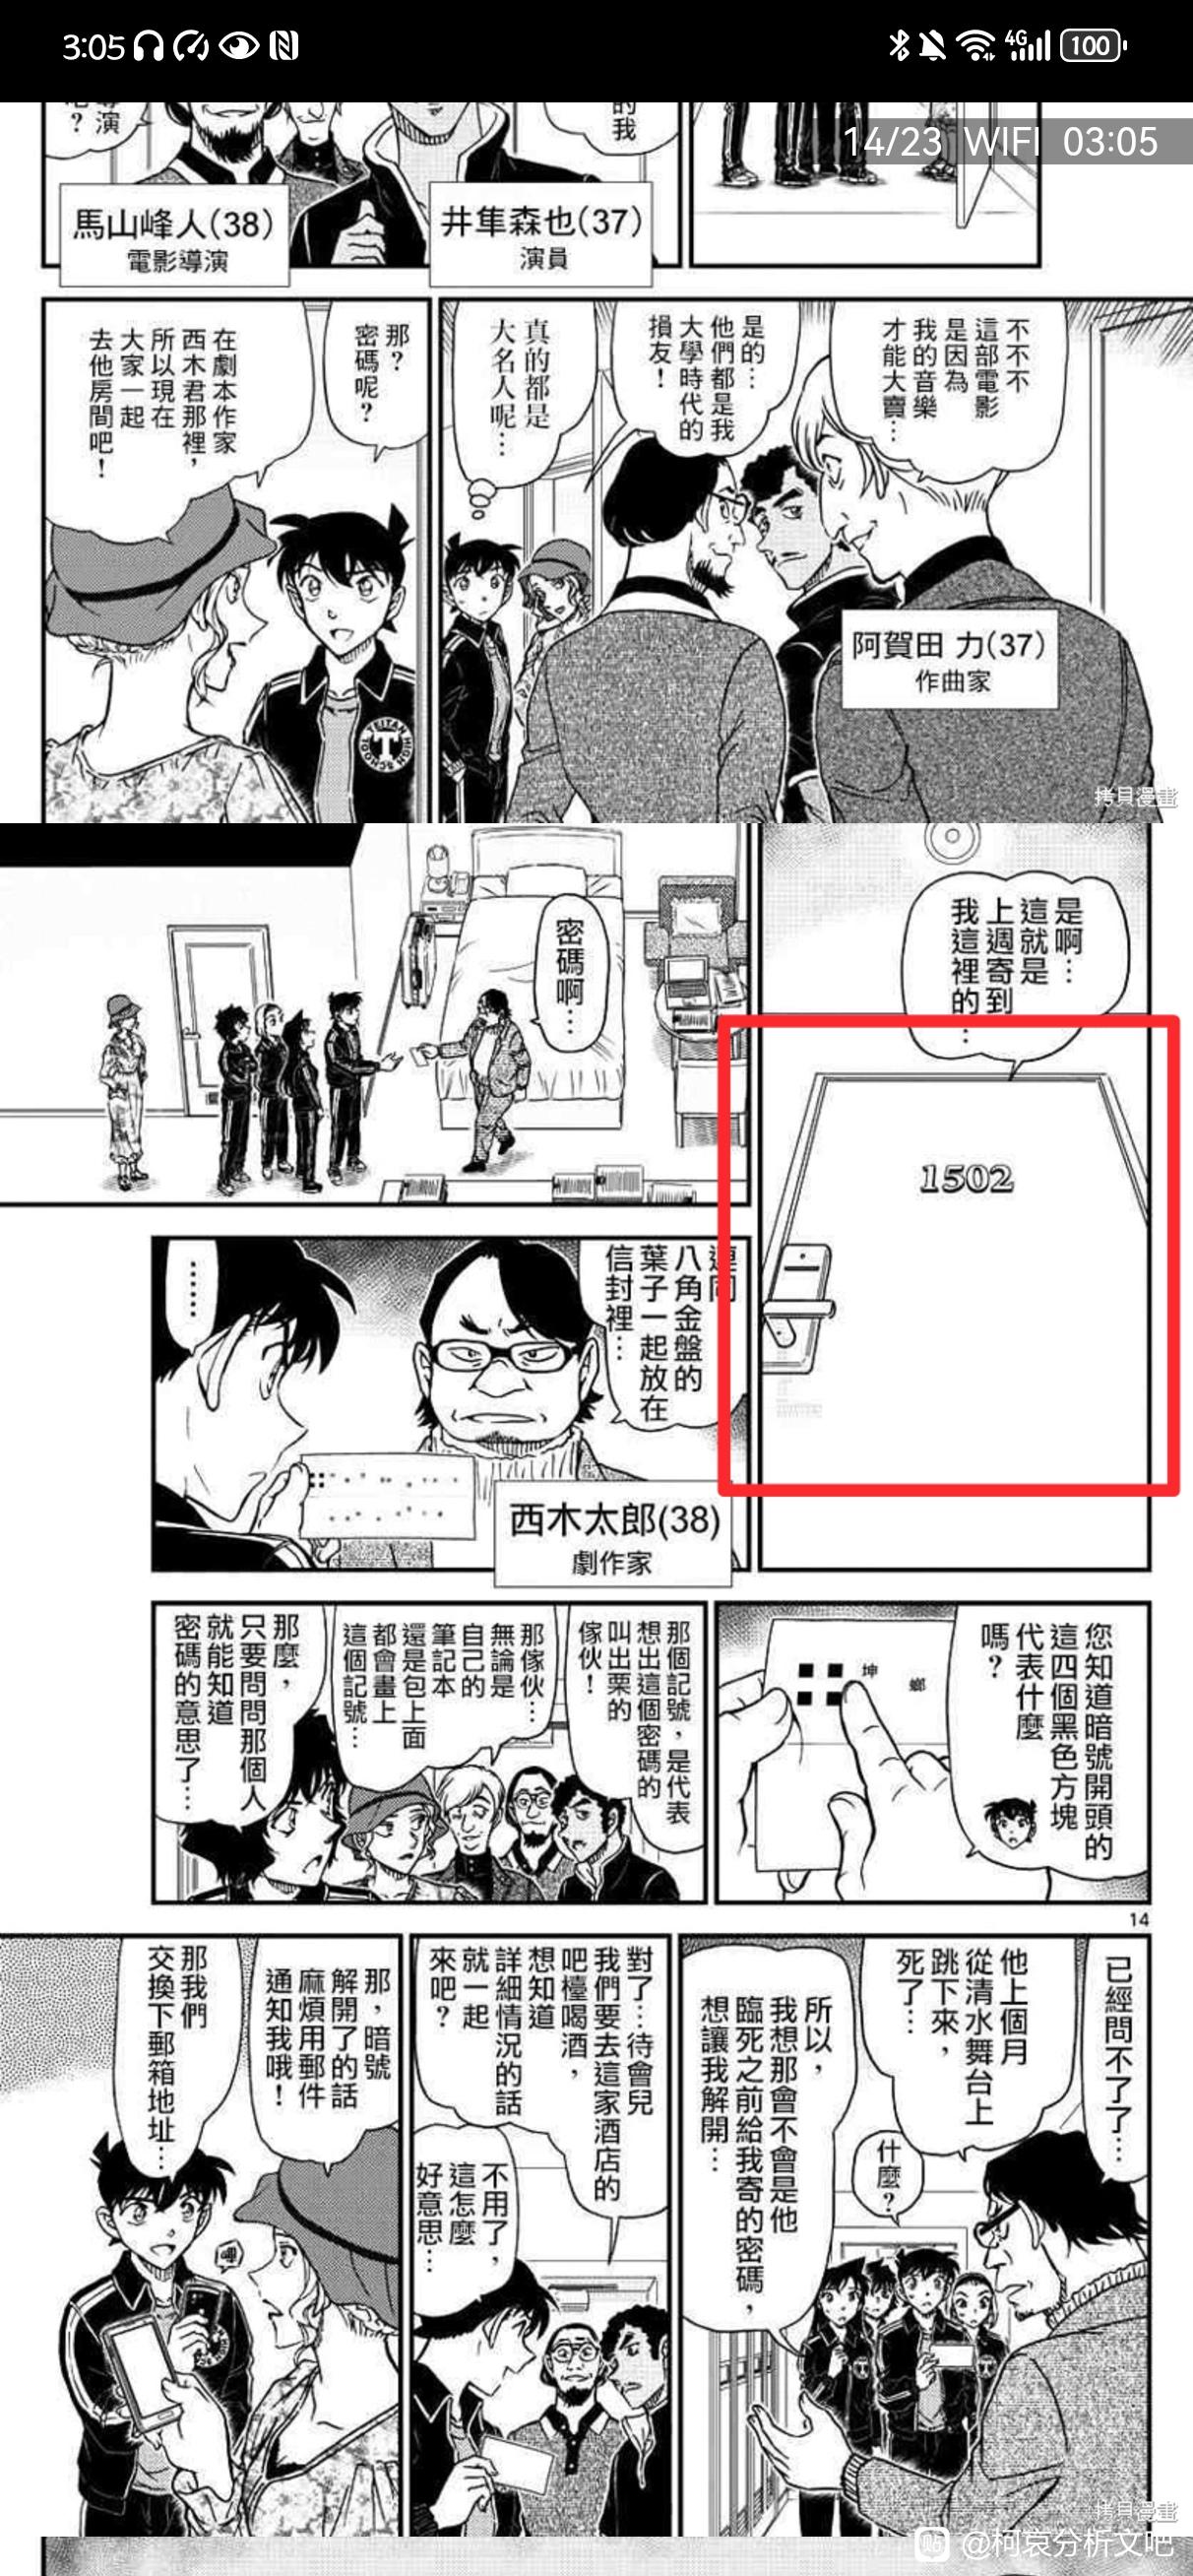 3:05
4G
100
14/23 WIFI 03:05
的我
演
？
馬山峰人(38)
電影導演
井隼森也(37)
演員
不不不
這部電影
是因為
我的音樂
才能大賣…
是的…
他們都是我
大學時代的
損友！
真的都是
大名人呢…
阿賀田 力(37)
作曲家
那？
密碼呢？
在劇本作家
西木君那裡，
所以現在
大家一起
去他房間吧！
TEITAN HIGH SCHOOL
T
拷貝漫畫
是啊…
這就是
上週寄到
我這裡的…
1502
密碼啊…
連同
八角金盤的
葉子一起放在
信封裡…
……
西木太郎(38)
劇作家
您知道暗號開頭的
這四個黑色方塊
代表什麼
嗎？
坤
螂
那個記號，是代表
想出這個密碼的
叫出栗的
傢伙！
那傢伙…
無論是
自己的
筆記本
還是包上面
都會畫上
這個記號…
那麼，
只要問問那個人
就能知道
密碼的意思了…
14
已經問不了了…
他上個月
從清水舞台上
跳下來，
死了…
什麼？
所以，
我想那會不會是他
臨死之前給我寄的密碼，
想讓我解開…
對了…待會兒
我們要去這家酒店的
吧檯喝酒，
想知道
詳細情況的話
就一起
來吧？
不用了，
這怎麼
好意思…
那，暗號
解開了的話
麻煩用郵件
通知我哦！
那我們
交換下郵箱地址…
拷貝漫畫
貼 @柯哀分析文吧